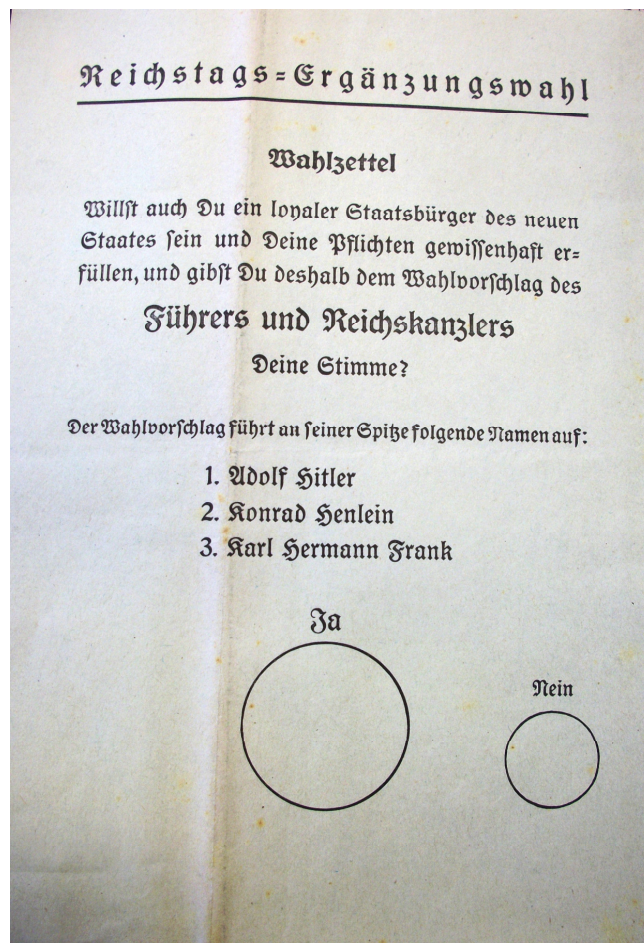 Reichstags=Ergänzungswahl
Wahlzettel
Willst auch Du ein loyaler Staatsbürger des neuen
Staates sein und Deine Pflichten gewissenhaft er=
füllen, und gibst Du deshalb dem Wahlvorschlag des
Führers und Reichskanzlers
Deine Stimme?
Der Wahlvorschlag führt an seiner Spitze folgende Namen auf:
1. Adolf Hitler
2. Konrad Henlein
3. Karl Hermann Frank
Ja
Nein